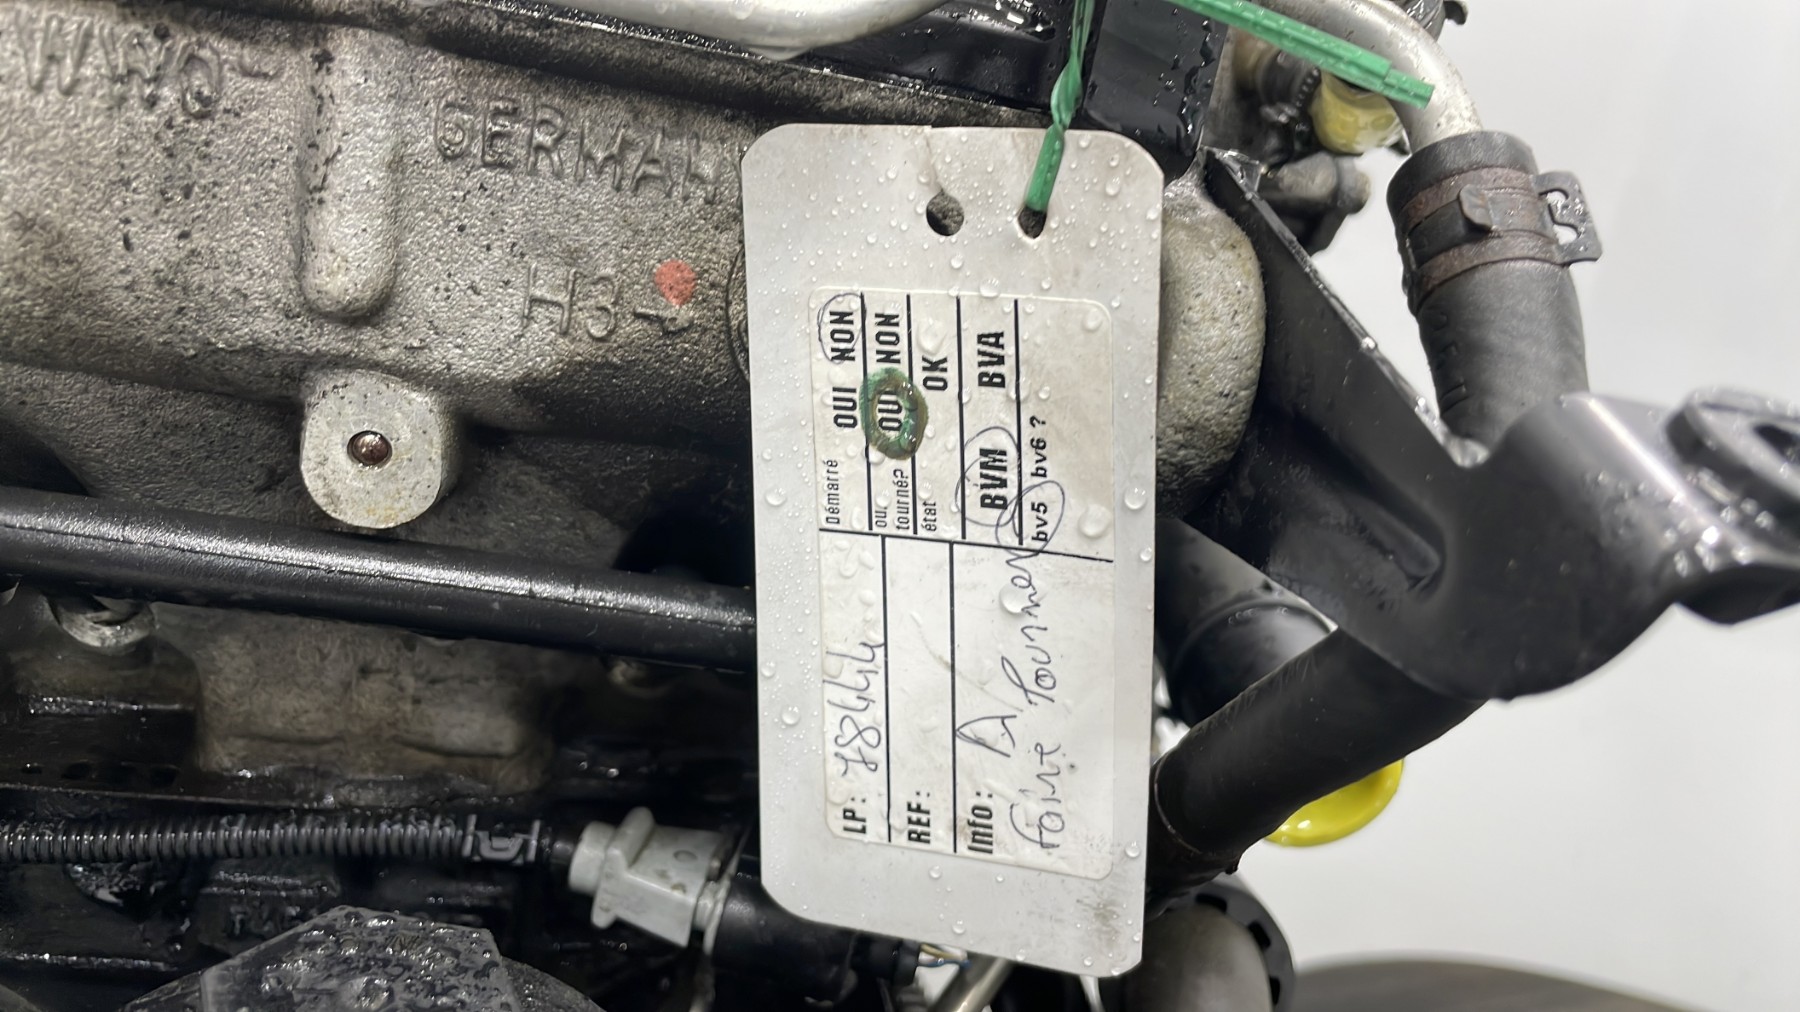 GERMAN
H3
Démarré OUI NON
ou tourné? OUI NON
état OK
BVM BVA
bv5 bv6 ?
LP: 78444
REF:
Info: A
faire tourner